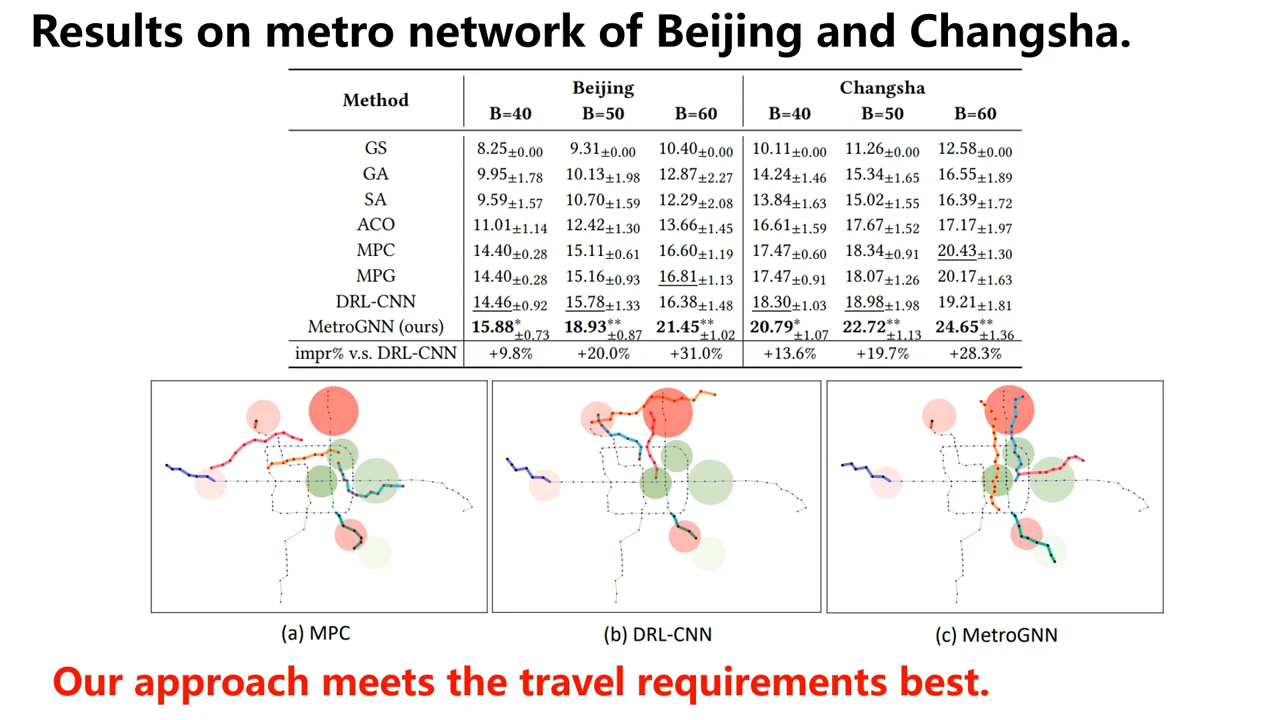 Results on metro network of Beijing and Changsha.
Method Beijing Changsha
B=40 B=50 B=60 B=40 B=50 B=60
GS 8.25±0.00 9.31±0.00 10.40±0.00 10.11±0.00 11.26±0.00 12.58±0.00
GA 9.95±1.78 10.13±1.98 12.87±2.27 14.24±1.46 15.34±1.65 16.55±1.89
SA 9.59±1.57 10.70±1.59 12.29±2.08 13.84±1.63 15.02±1.55 16.39±1.72
ACO 11.01±1.14 12.42±1.30 13.66±1.45 16.61±1.59 17.67±1.52 17.17±1.97
MPC 14.40±0.28 15.11±0.61 16.60±1.19 17.47±0.60 18.34±0.91 20.43±1.30
MPG 14.40±0.28 15.16±0.93 16.81±1.13 17.47±0.91 18.07±1.26 20.17±1.63
DRL-CNN 14.46±0.92 15.78±1.33 16.38±1.48 18.30±1.03 18.98±1.98 19.21±1.81
MetroGNN (ours) 15.88*±0.73 18.93**±0.87 21.45**±1.02 20.79*±1.07 22.72**±1.13 24.65**±1.36
impr% v.s. DRL-CNN +9.8% +20.0% +31.0% +13.6% +19.7% +28.3%
(a) MPC (b) DRL-CNN (c) MetroGNN
Our approach meets the travel requirements best.